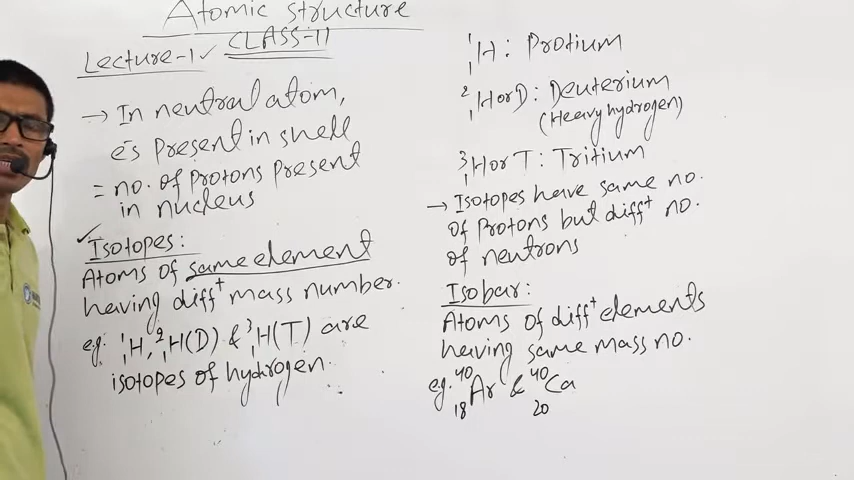 Atomic structure
Lecture-1✓ CLASS-11
→ In neutral atom,
e⁻s Present in shell
= no. of Protons Present
in nucleus
✓Isotopes:
Atoms of same element
having diff⁺ mass number.
eg: ¹₁H, ²₁H(D) & ³₁H(T) are
isotopes of hydrogen.
¹₁H: Protium
²₁H or D: Deuterium
(Heavy hydrogen)
³₁H or T: Tritium
→ Isotopes have same no.
of Protons but diff⁺ no.
of neutrons
Isobar:
Atoms of diff⁺ elements
having same mass no.
eg. ⁴⁰₁₈Ar & ⁴⁰₂₀Ca